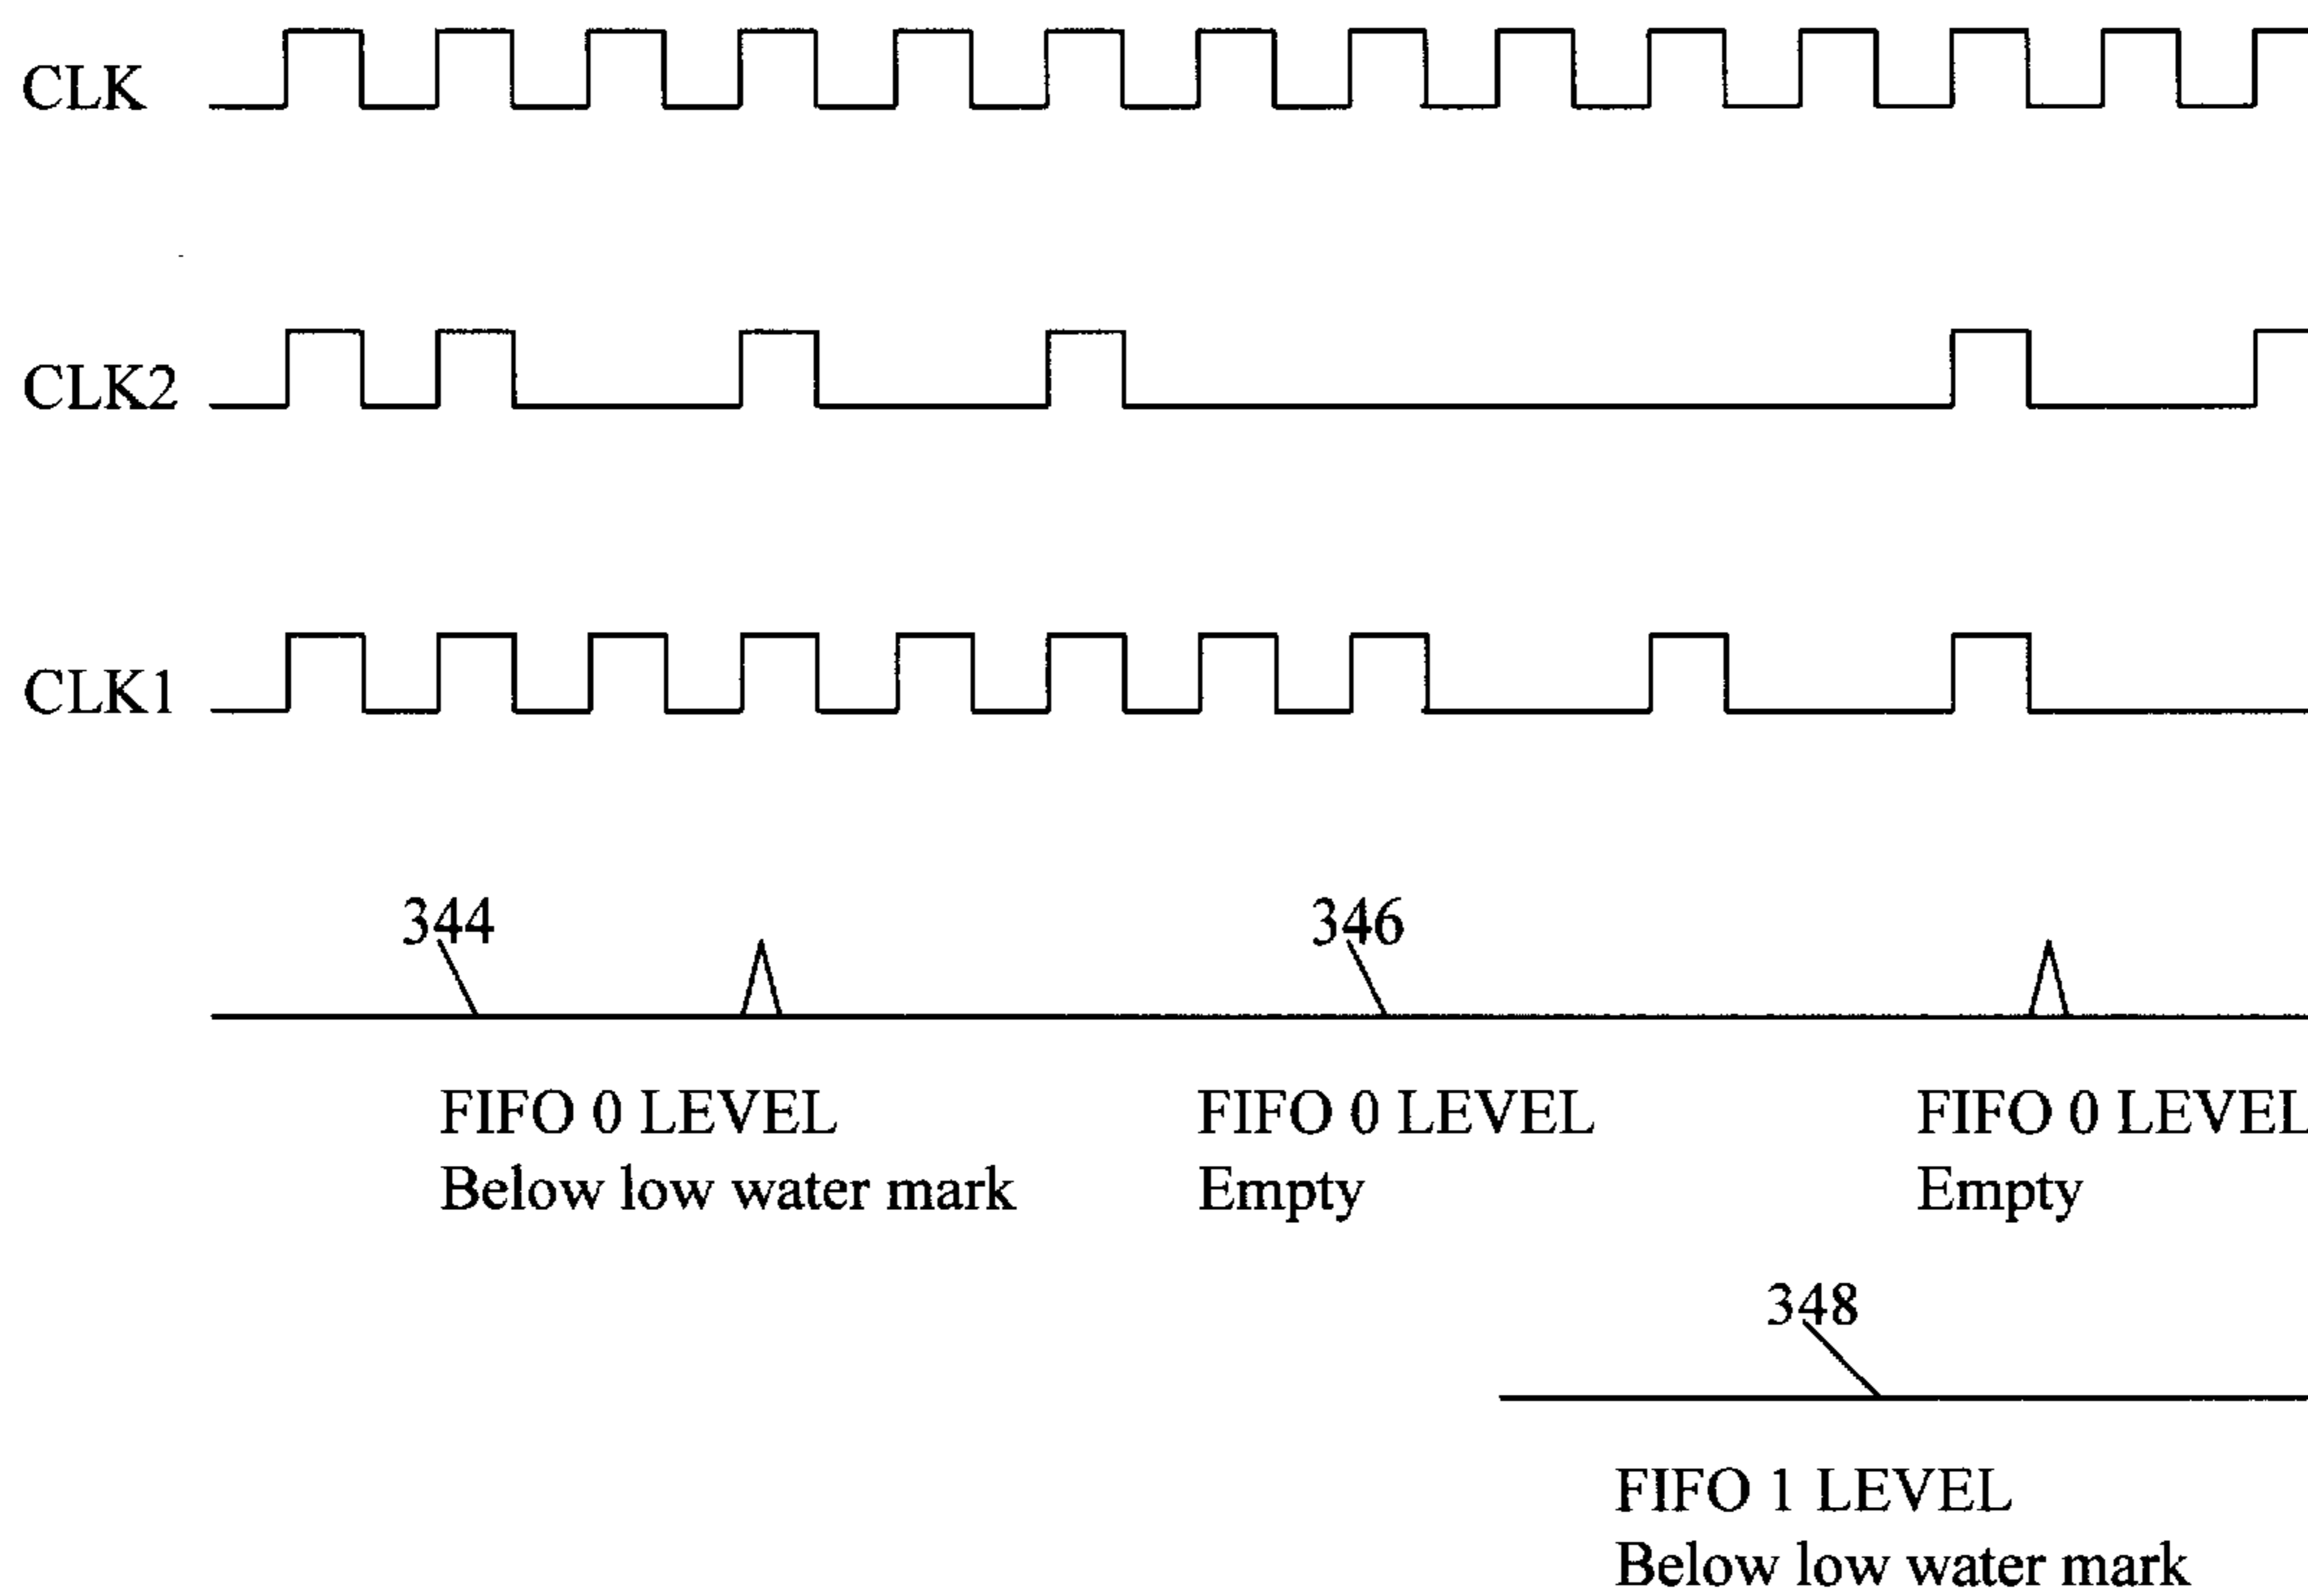 CLK
CLK2
CLK1
344
346
FIFO 0 LEVEL
Below low water mark
FIFO 0 LEVEL
Empty
FIFO 0 LEVEL
Empty
348
FIFO 1 LEVEL
Below low water mark